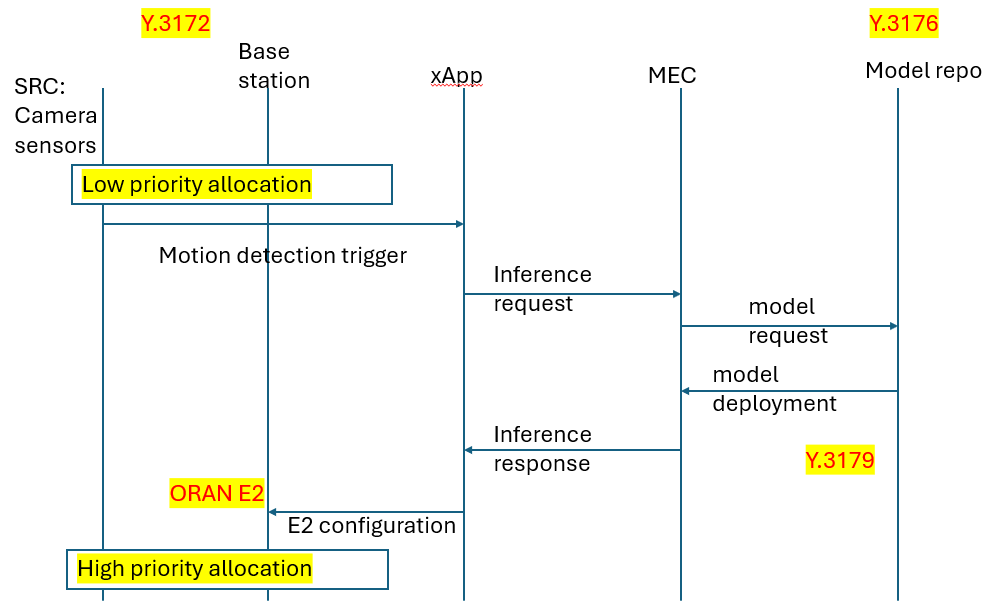 Y.3172
Y.3176
Base
station
SRC:
Camera
sensors
xApp
MEC
Model repo
Low priority allocation
Motion detection trigger
Inference
request
model
request
model
deployment
Inference
response
Y.3179
ORAN E2
E2 configuration
High priority allocation